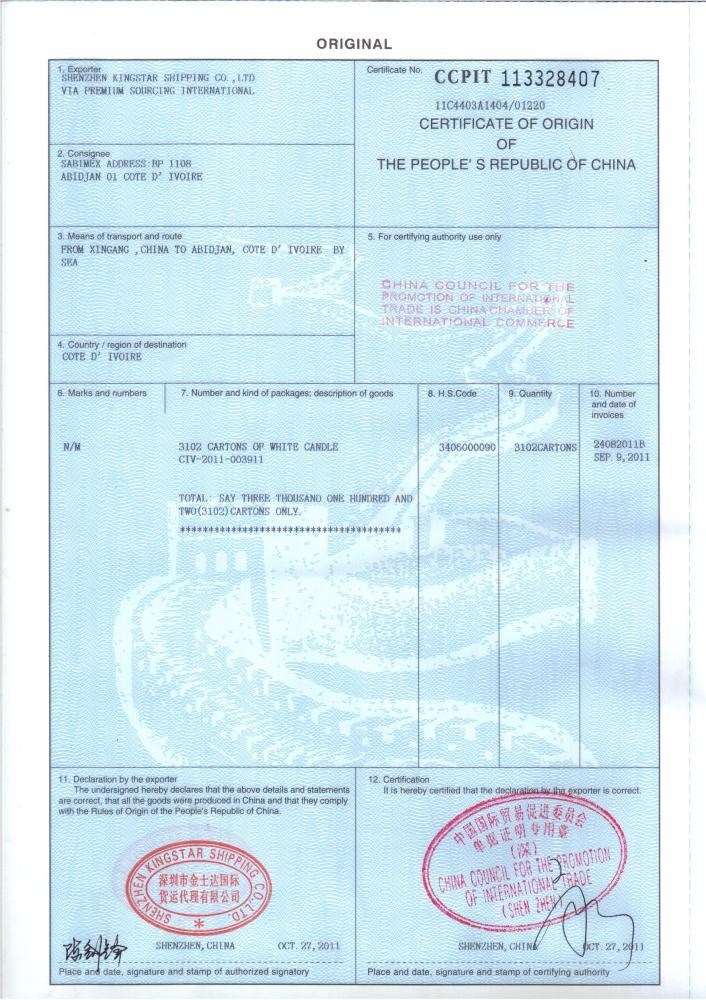 ORIGINAL
1. Exporter
SHENZHEN KINGSTAR SHIPPING CO.,LTD
VIA PREMIUM SOURCING INTERNATIONAL
Certificate No.
CCPIT 113328407
11C4403A1404/01220
CERTIFICATE OF ORIGIN
OF
THE PEOPLE'S REPUBLIC OF CHINA
2. Consignee
SABIMEX ADDRESS:BP 1108
ABIDJAN 01 COTE D' IVOIRE
3. Means of transport and route
FROM XINGANG ,CHINA TO ABIDJAN, COTE D' IVOIRE BY
SEA
5. For certifying authority use only
CHINA COUNCIL FOR THE
PROMOTION OF INTERNATIONAL
TRADE IS CHINA CHAMBER OF
INTERNATIONAL COMMERCE
4. Country / region of destination
COTE D' IVOIRE
6. Marks and numbers
7. Number and kind of packages; description of goods
8. H.S.Code
9. Quantity
10. Number
and date of
invoices
N/M
3102 CARTONS OF WHITE CANDLE
CIV-2011-003911
3406000090
3102CARTONS
24082011B
SEP. 9,2011
TOTAL: SAY THREE THOUSAND ONE HUNDRED AND
TWO(3102)CARTONS ONLY.
****************************************
11. Declaration by the exporter
The undersigned hereby declares that the above details and statements
are correct, that all the goods were produced in China and that they comply
with the Rules of Origin of the People's Republic of China.
SHENZHEN KINGSTAR SHIPPING CO.,LTD.
深圳市金士达国际
货运代理有限公司
SHENZHEN,CHINA OCT. 27, 2011
Place and date, signature and stamp of authorized signatory
12. Certification
It is hereby certified that the declaration by the exporter is correct.
中国国际贸易促进委员会
单据证明专用章
(深)
CHINA COUNCIL FOR THE PROMOTION
OF INTERNATIONAL TRADE
(SHEN ZHEN)
SHENZHEN, CHINA OCT. 27, 2011
Place and date, signature and stamp of certifying authority